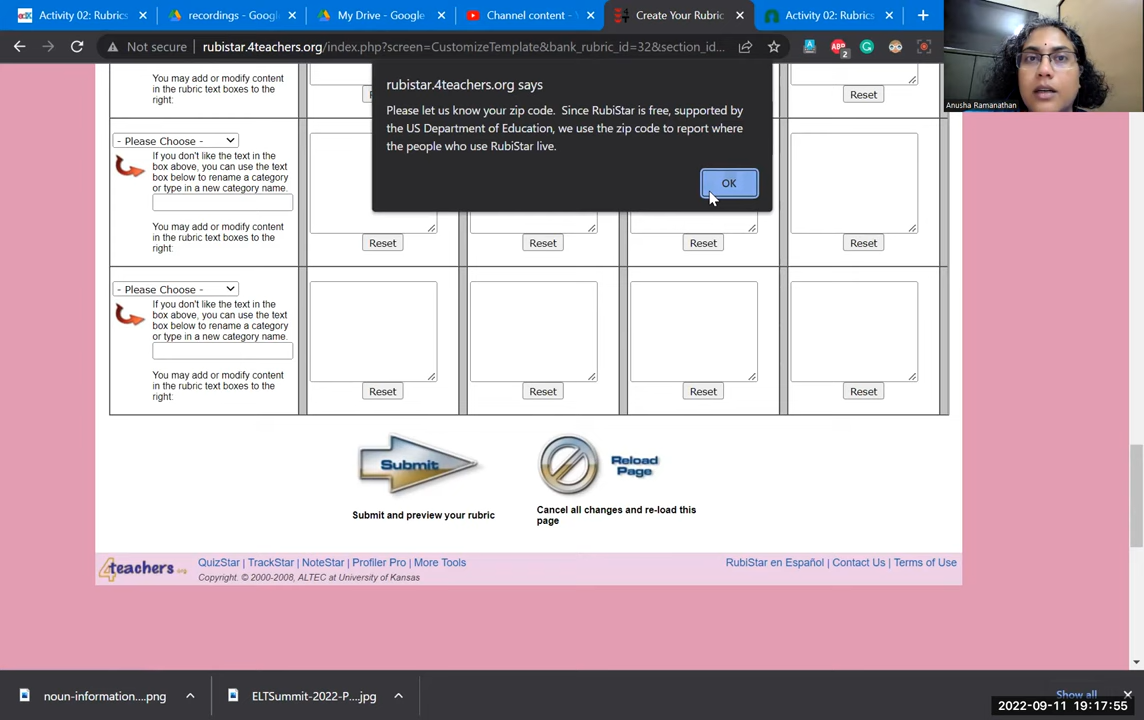 Activity 02: Rubrics
recordings - Googl
My Drive - Google
Channel content - Y
Create Your Rubric
Activity 02: Rubrics
Not secure
rubistar.4teachers.org/index.php?screen=CustomizeTemplate&bank_rubric_id=32&section_id...
ABP
2
Anusha Ramanathan
You may add or modify content
in the rubric text boxes to the
right:
Reset
rubistar.4teachers.org says
Please let us know your zip code. Since RubiStar is free, supported by
the US Department of Education, we use the zip code to report where
the people who use RubiStar live.
OK
- Please Choose -
If you don't like the text in the
box above, you can use the text
box below to rename a category
or type in a new category name.
You may add or modify content
in the rubric text boxes to the
right:
Reset
Reset
Reset
Reset
- Please Choose -
If you don't like the text in the
box above, you can use the text
box below to rename a category
or type in a new category name.
You may add or modify content
in the rubric text boxes to the
right:
Reset
Reset
Reset
Reset
Submit
Reload
Page
Submit and preview your rubric
Cancel all changes and re-load this
page
4teachers.org
QuizStar | TrackStar | NoteStar | Profiler Pro | More Tools
RubiStar en Español | Contact Us | Terms of Use
Copyright. © 2000-2008, ALTEC at University of Kansas
noun-information....png
ELTSummit-2022-P....jpg
Show all
2022-09-11 19:17:55